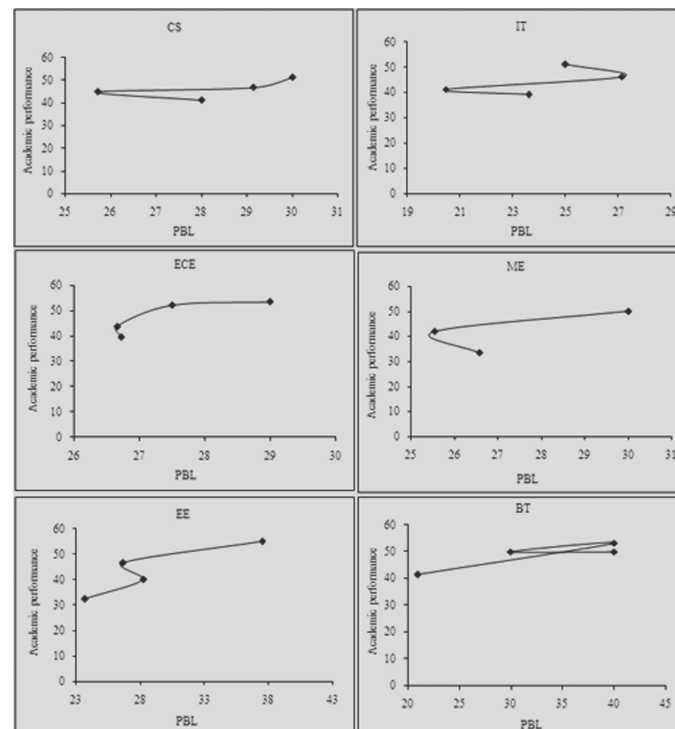 CS
Academic performance
60
50
40
30
20
10
0
25 26 27 28 29 30 31
PBL
IT
Academic performance
60
50
40
30
20
10
0
19 21 23 25 27 29
PBL
ECE
Academic performance
60
50
40
30
20
10
0
26 27 28 29 30
PBL
ME
Academic performance
60
50
40
30
20
10
0
25 26 27 28 29 30 31
PBL
EE
Academic performance
60
50
40
30
20
10
0
23 28 33 38 43
PBL
BT
Academic performance
60
50
40
30
20
10
0
20 25 30 35 40 45
PBL